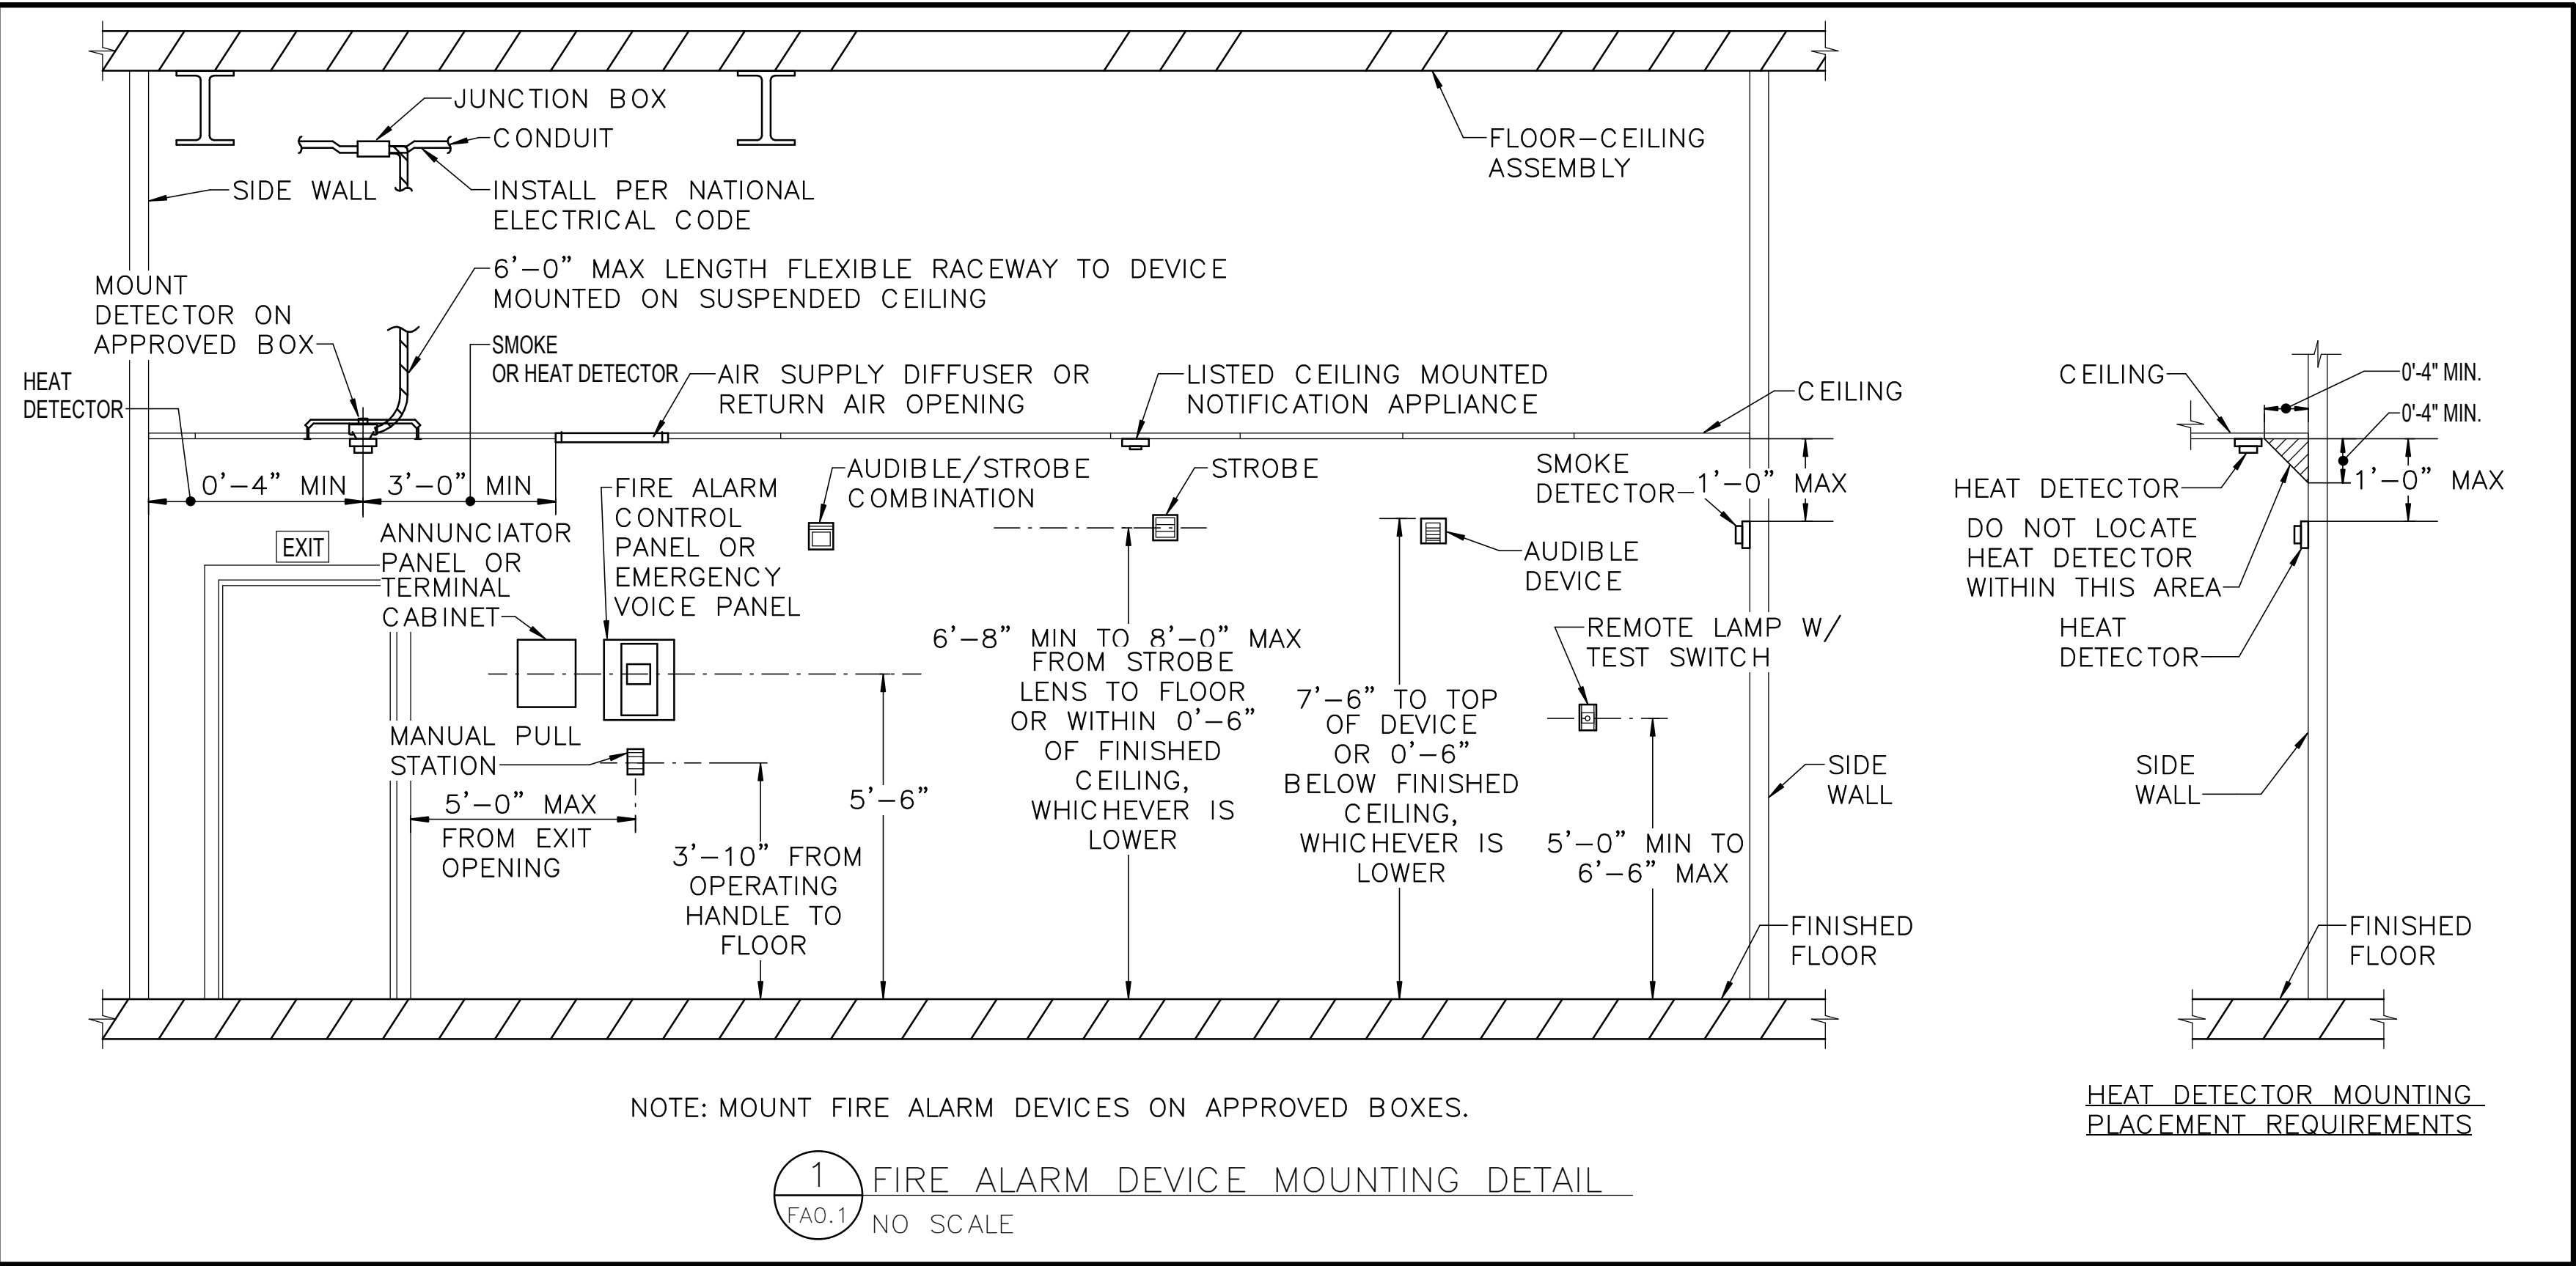 JUNCTION BOX
CONDUIT
SIDE WALL
INSTALL PER NATIONAL
ELECTRICAL CODE
FLOOR-CEILING
ASSEMBLY
6'-0" MAX LENGTH FLEXIBLE RACEWAY TO DEVICE
MOUNTED ON SUSPENDED CEILING
MOUNT
DETECTOR ON
APPROVED BOX
HEAT
DETECTOR
SMOKE
OR HEAT DETECTOR
AIR SUPPLY DIFFUSER OR
RETURN AIR OPENING
LISTED CEILING MOUNTED
NOTIFICATION APPLIANCE
CEILING
0'-4" MIN
3'-0" MIN
FIRE ALARM
CONTROL
PANEL OR
EMERGENCY
VOICE PANEL
AUDIBLE/STROBE
COMBINATION
STROBE
SMOKE
DETECTOR
1'-0" MAX
EXIT
ANNUNCIATOR
PANEL OR
TERMINAL
CABINET
AUDIBLE
DEVICE
6'-8" MIN TO 8'-0" MAX
FROM STROBE
LENS TO FLOOR
OR WITHIN 0'-6"
OF FINISHED
CEILING,
WHICHEVER IS
LOWER
7'-6" TO TOP
OF DEVICE
OR 0'-6"
BELOW FINISHED
CEILING,
WHICHEVER IS
LOWER
REMOTE LAMP W/
TEST SWITCH
MANUAL PULL
STATION
5'-0" MAX
FROM EXIT
OPENING
3'-10" FROM
OPERATING
HANDLE TO
FLOOR
5'-6"
5'-0" MIN TO
6'-6" MAX
SIDE
WALL
FINISHED
FLOOR
CEILING
0'-4" MIN.
0'-4" MIN.
1'-0" MAX
HEAT DETECTOR
DO NOT LOCATE
HEAT DETECTOR
WITHIN THIS AREA
HEAT
DETECTOR
SIDE
WALL
FINISHED
FLOOR
HEAT DETECTOR MOUNTING
PLACEMENT REQUIREMENTS
NOTE: MOUNT FIRE ALARM DEVICES ON APPROVED BOXES.
1
FA0.1
FIRE ALARM DEVICE MOUNTING DETAIL
NO SCALE